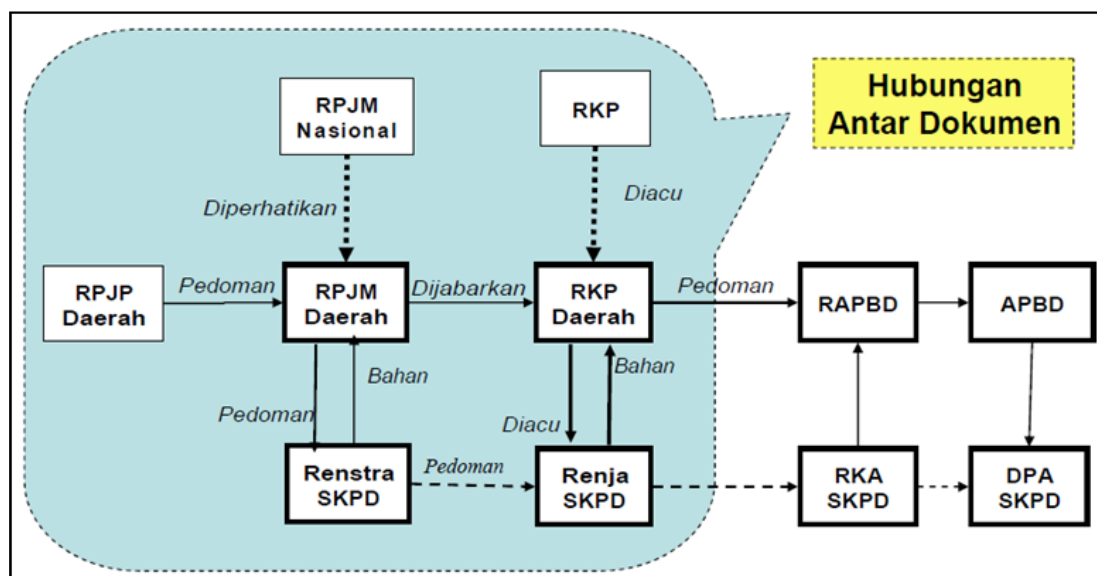 Hubungan
Antar Dokumen
RPJM
Nasional
RKP
Diperhatikan
Diacu
RPJP
Daerah
Pedoman
RPJM
Daerah
Dijabarkan
RKP
Daerah
Pedoman
RAPBD
APBD
Pedoman
Bahan
Diacu
Bahan
Renstra
SKPD
Pedoman
Renja
SKPD
RKA
SKPD
DPA
SKPD